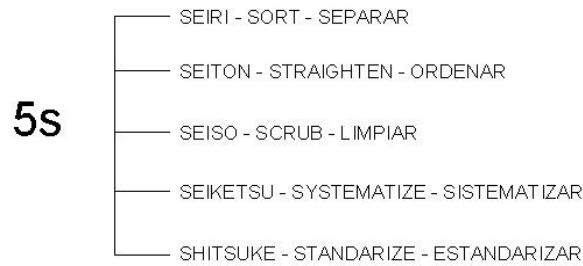 5s
SEIRI - SORT - SEPARAR
SEITON - STRAIGHTEN - ORDENAR
SEISO - SCRUB - LIMPIAR
SEIKETSU - SYSTEMATIZE - SISTEMATIZAR
SHITSUKE - STANDARIZE - ESTANDARIZAR